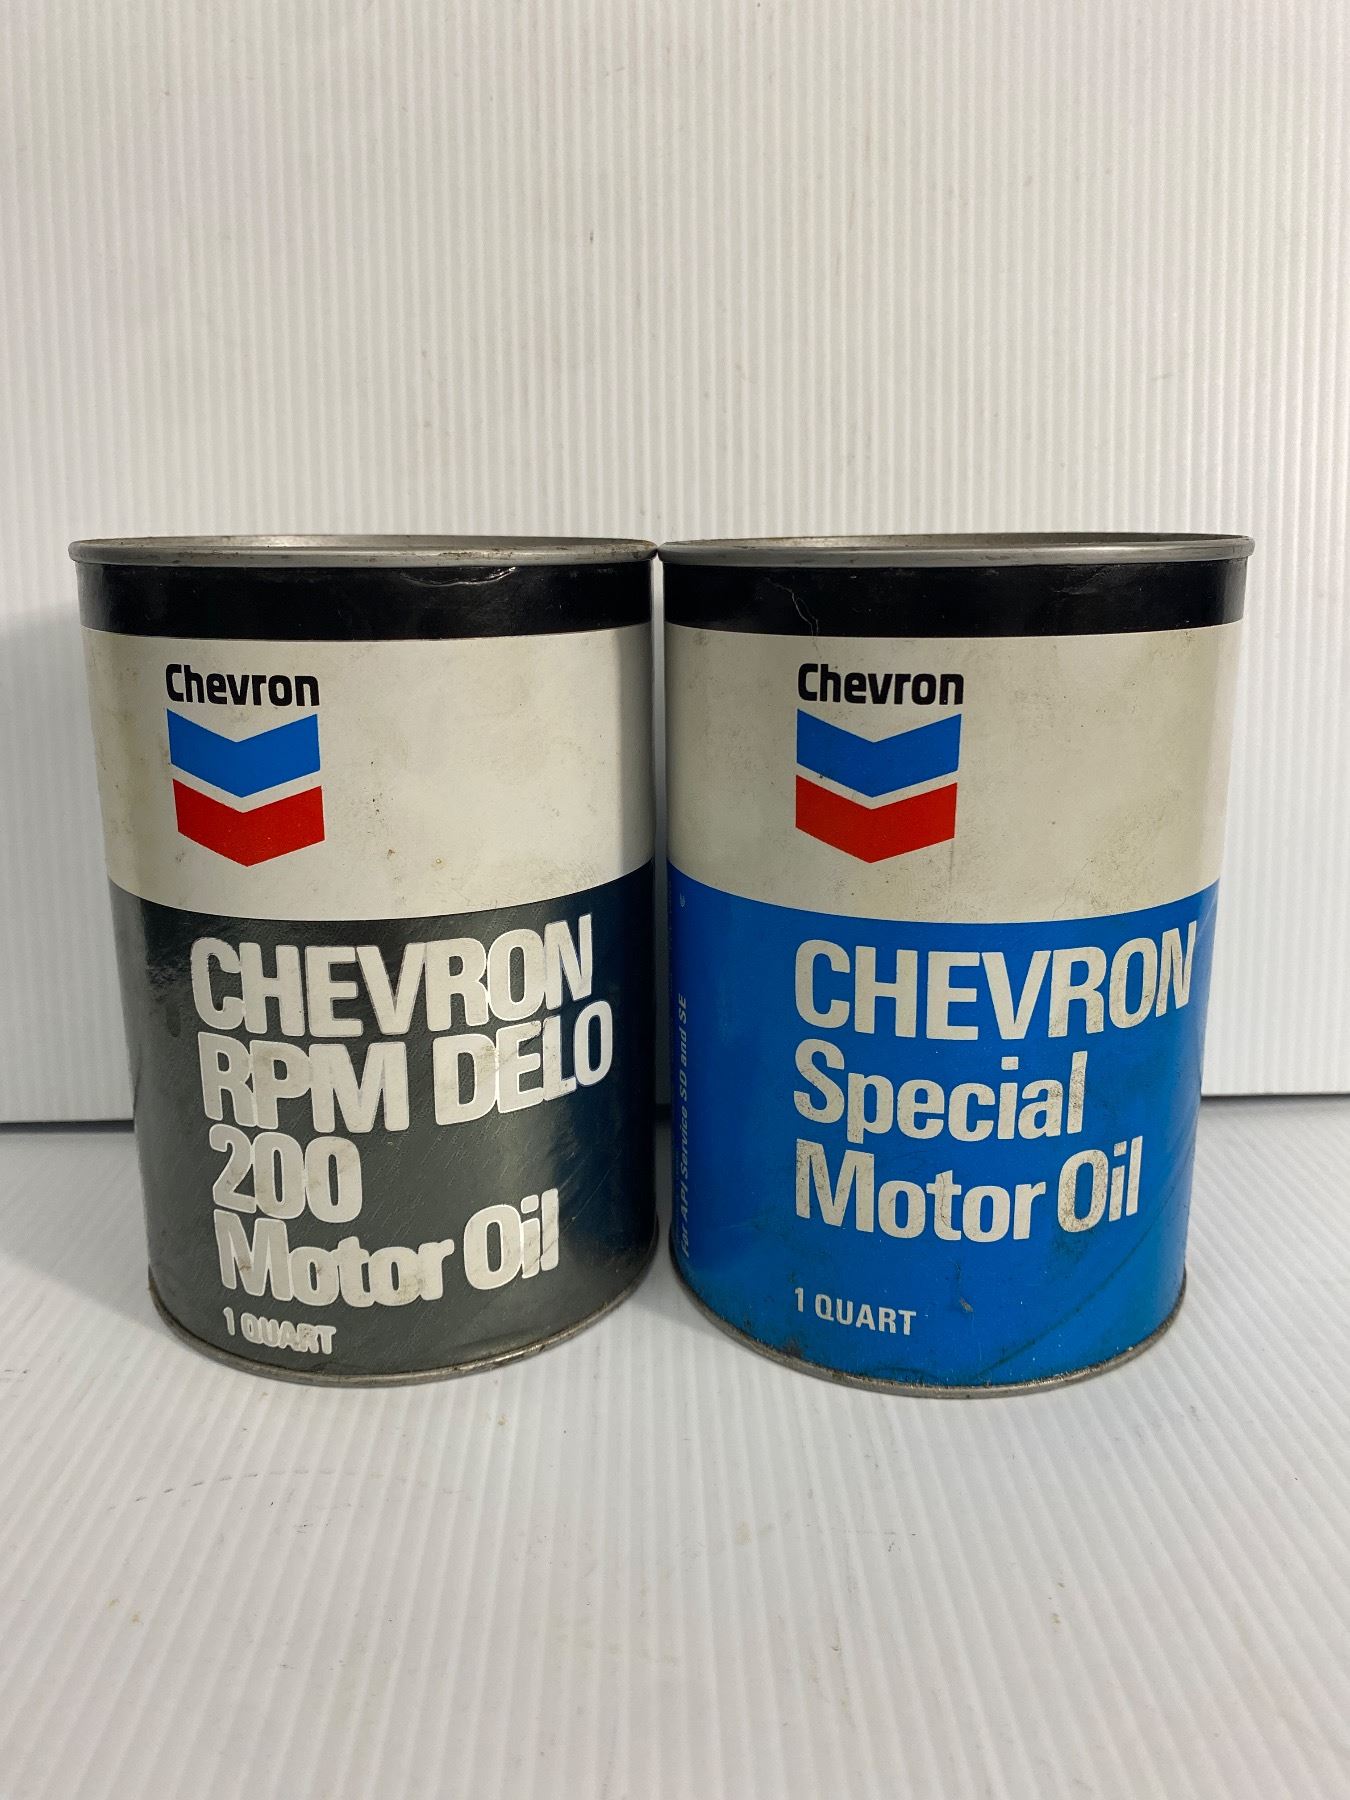 Chevron
CHEVRON
RPM DELO
200
Motor Oil
1 QUART
Chevron
CHEVRON
Special
Motor Oil
1 QUART
For API Service SD and SE